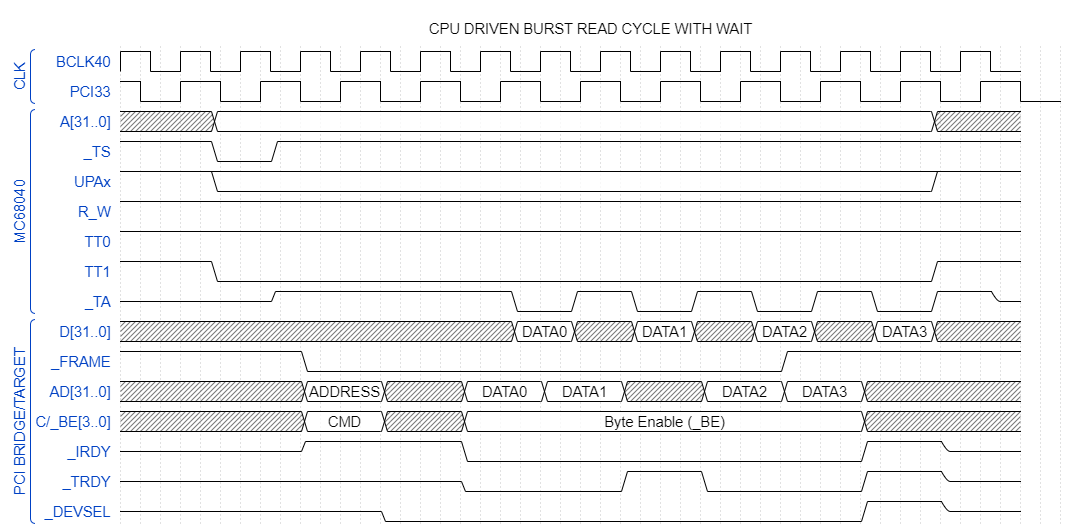 CPU DRIVEN BURST READ CYCLE WITH WAIT
CLK
BCLK40
PCI33
MC68040
A[31..0]
_TS
UPAx
R_W
TT0
TT1
_TA
PCI BRIDGE/TARGET
D[31..0] DATA0 DATA1 DATA2 DATA3
_FRAME
AD[31..0] ADDRESS DATA0 DATA1 DATA2 DATA3
C/_BE[3..0] CMD Byte Enable (_BE)
_IRDY
_TRDY
_DEVSEL